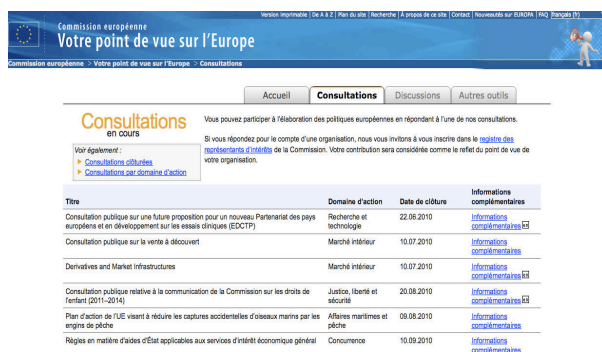 Version Imprimable | De A à Z | Plan du site | Recherche | À propos de ce site | Contact | Nouveautés sur EUROPA | FAQ | français (fr)
Commission européenne
Votre point de vue sur l'Europe
Commission européenne > Votre point de vue sur l'Europe > Consultations
Accueil Consultations Discussions Autres outils
Consultations
en cours
Voir également :
Consultations clôturées
Consultations par domaine d'action
Vous pouvez participer à l'élaboration des politiques européennes en répondant à l'une de nos consultations.
Si vous répondez pour le compte d'une organisation, nous vous invitons à vous inscrire dans le registre des
représentants d'intérêts de la Commission. Votre contribution sera considérée comme le reflet du point de vue de
votre organisation.
Titre Domaine d'action Date de clôture Informations complémentaires
Consultation publique sur une future proposition pour un nouveau Partenariat des pays
européens et en développement sur les essais cliniques (EDCTP)
Recherche et
technologie
22.06.2010
Informations
complémentaires
Consultation publique sur la vente à découvert
Marché intérieur
10.07.2010
Informations
complémentaires
Derivatives and Market Infrastructures
Marché intérieur
10.07.2010
Informations
complémentaires
Consultation publique relative à la communication de la Commission sur les droits de
l'enfant (2011–2014)
Justice, liberté et
sécurité
20.08.2010
Informations
complémentaires
Plan d'action de l'UE visant à réduire les captures accidentelles d'oiseaux marins par les
engins de pêche
Affaires maritimes et
pêche
09.08.2010
Informations
complémentaires
Règles en matière d'aides d'État applicables aux services d'intérêt économique général
Concurrence
10.09.2010
Informations
complémentaires